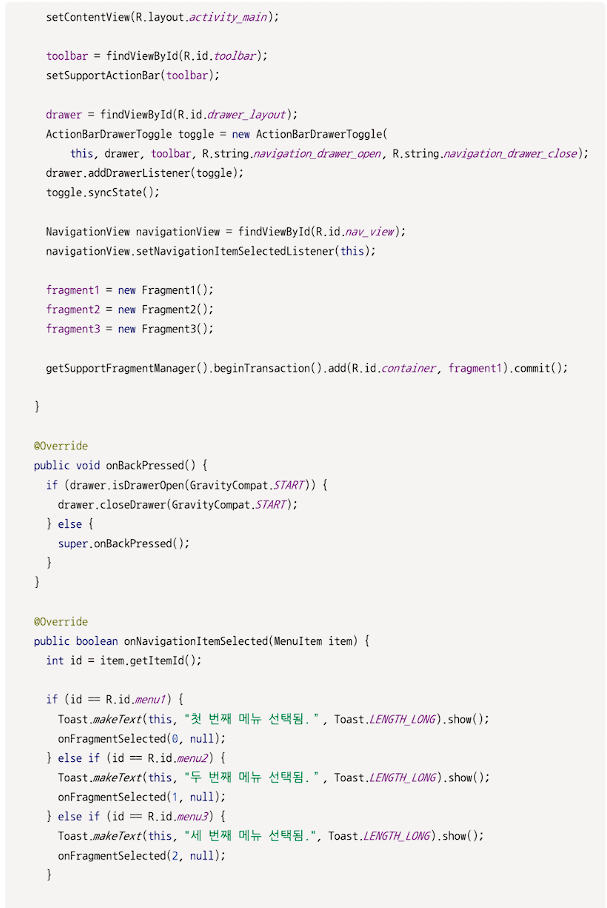 setContentView(R.layout.activity_main);
toolbar = findViewById(R.id.toolbar);
setSupportActionBar(toolbar);
drawer = findViewById(R.id.drawer_layout);
ActionBarDrawerToggle toggle = new ActionBarDrawerToggle(
this, drawer, toolbar, R.string.navigation_drawer_open, R.string.navigation_drawer_close);
drawer.addDrawerListener(toggle);
toggle.syncState();
NavigationView navigationView = findViewById(R.id.nav_view);
navigationView.setNavigationItemSelectedListener(this);
fragment1 = new Fragment1();
fragment2 = new Fragment2();
fragment3 = new Fragment3();
getSupportFragmentManager().beginTransaction().add(R.id.container, fragment1).commit();
}
@Override
public void onBackPressed() {
if (drawer.isDrawerOpen(GravityCompat.START)) {
drawer.closeDrawer(GravityCompat.START);
} else {
super.onBackPressed();
}
}
@Override
public boolean onNavigationItemSelected(MenuItem item) {
int id = item.getItemId();
if (id == R.id.menu1) {
Toast.makeText(this, "첫 번째 메뉴 선택됨.", Toast.LENGTH_LONG).show();
onFragmentSelected(0, null);
} else if (id == R.id.menu2) {
Toast.makeText(this, "두 번째 메뉴 선택됨.", Toast.LENGTH_LONG).show();
onFragmentSelected(1, null);
} else if (id == R.id.menu3) {
Toast.makeText(this, "세 번째 메뉴 선택됨.", Toast.LENGTH_LONG).show();
onFragmentSelected(2, null);
}